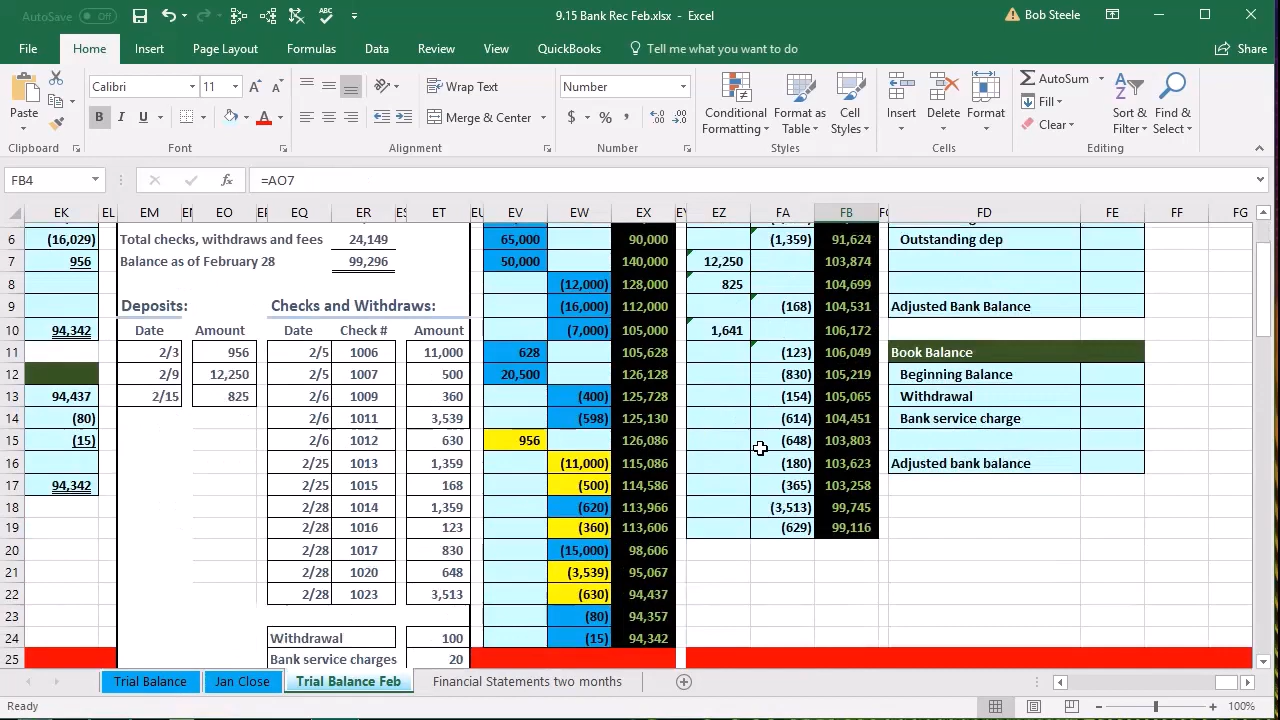 AutoSave Off 9.15 Bank Rec Feb.xlsx - Excel Bob Steele
File Home Insert Page Layout Formulas Data Review View QuickBooks Tell me what you want to do Share
Calibri 11 Wrap Text Number AutoSum
Paste Merge & Center Conditional Formatting Format as Table Cell Styles Insert Delete Format Fill Clear Sort & Filter Find & Select
Clipboard Font Alignment Number Styles Cells Editing
FB4 =AO7
EK EL EM EO EQ ER ET EV EW EX EZ FA FB FD FE FF FG
6 (16,029) Total checks, withdraws and fees 24,149 65,000 90,000 (1,359) 91,624 Outstanding dep
7 956 Balance as of February 28 99,296 50,000 140,000 12,250 103,874
8 (12,000) 128,000 825 104,699
9 Deposits: Checks and Withdraws: (16,000) 112,000 (168) 104,531 Adjusted Bank Balance
10 94,342 Date Amount Date Check # Amount (7,000) 105,000 1,641 106,172
11 2/3 956 2/5 1006 11,000 628 105,628 (123) 106,049 Book Balance
12 2/9 12,250 2/5 1007 500 20,500 126,128 (830) 105,219 Beginning Balance
13 94,437 2/15 825 2/6 1009 360 (400) 125,728 (154) 105,065 Withdrawal
14 (80) 2/6 1011 3,539 (598) 125,130 (614) 104,451 Bank service charge
15 (15) 2/6 1012 630 956 126,086 (648) 103,803
16 2/25 1013 1,359 (11,000) 115,086 (180) 103,623 Adjusted bank balance
17 94,342 2/25 1015 168 (500) 114,586 (365) 103,258
18 2/28 1014 1,359 (620) 113,966 (3,513) 99,745
19 2/28 1016 123 (360) 113,606 (629) 99,116
20 2/28 1017 830 (15,000) 98,606
21 2/28 1020 648 (3,539) 95,067
22 2/28 1023 3,513 (630) 94,437
23 (80) 94,357
24 Withdrawal 100 (15) 94,342
25 Bank service charges 20
Trial Balance Jan Close Trial Balance Feb Financial Statements two months
Ready 100%